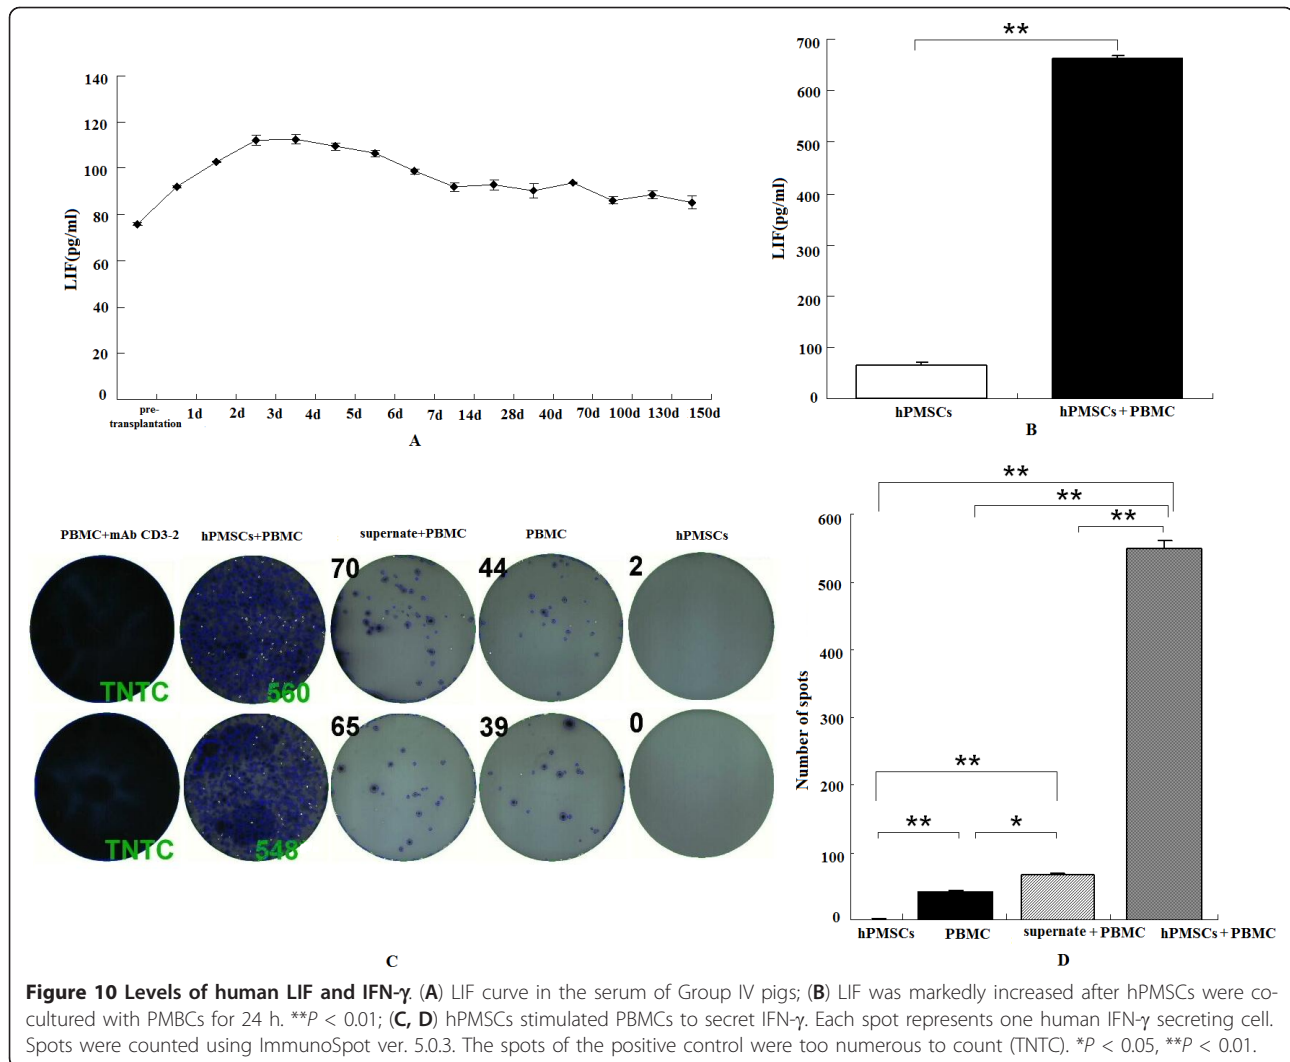 140
120
100
80
60
40
20
0
LIF(pg/ml)
pre-transplantation 1d 2d 3d 4d 5d 6d 7d 14d 28d 40d 70d 100d 130d 150d
A
**
700
600
500
400
300
200
100
0
LIF(pg/ml)
hPMSCs hPMSCs+PBMC
B
PBMC+mAb CD3-2 hPMSCs+PBMC supernate+PBMC PBMC hPMSCs
TNTC 560 70 44 2
TNTC 548 65 39 0
C
**
**
**
**
** *
600
500
600
300
200
100
0
Number of spots
hPMSCs PBMC supernate+PBMC hPMSCs+PBMC
D
Figure 10 Levels of human LIF and IFN-γ. (A) LIF curve in the serum of Group IV pigs; (B) LIF was markedly increased after hPMSCs were co-
cultured with PMBCs for 24 h. **P < 0.01; (C, D) hPMSCs stimulated PBMCs to secret IFN-γ. Each spot represents one human IFN-γ secreting cell.
Spots were counted using ImmunoSpot ver. 5.0.3. The spots of the positive control were too numerous to count (TNTC). *P < 0.05, **P < 0.01.